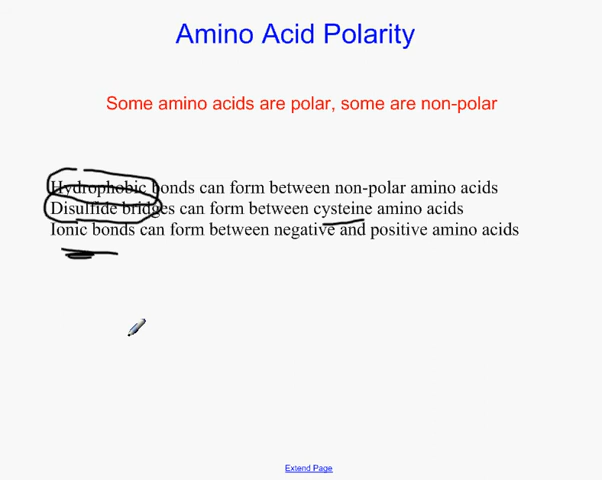 Amino Acid Polarity
Some amino acids are polar, some are non-polar
Hydrophobic bonds can form between non-polar amino acids
Disulfide bridges can form between cysteine amino acids
Ionic bonds can form between negative and positive amino acids
Extend Page